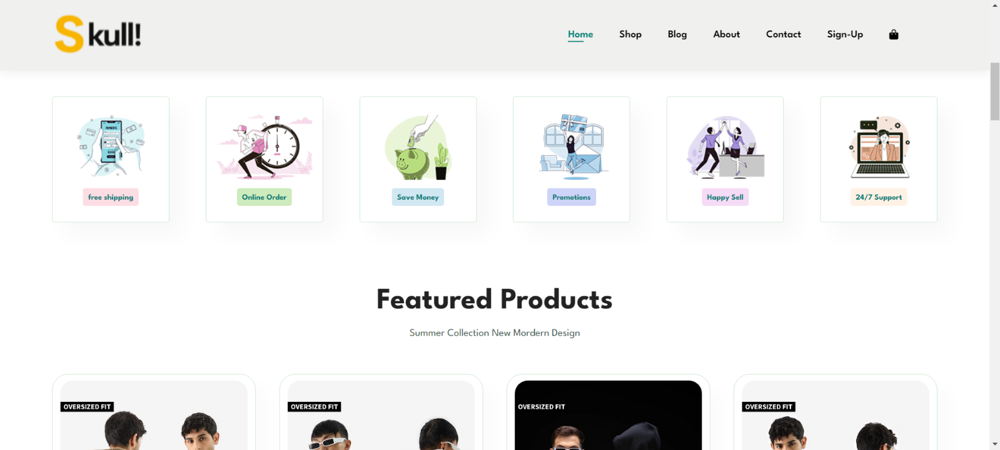 Skull!
Home Shop Blog About Contact Sign-Up
PAYMENTS
free shipping
Online Order
Save Money
Promotions
Happy Sell
24/7 Support
Featured Products
Summer Collection New Mordern Design
OVERSIZED FIT
OVERSIZED FIT
OVERSIZED FIT
OVERSIZED FIT